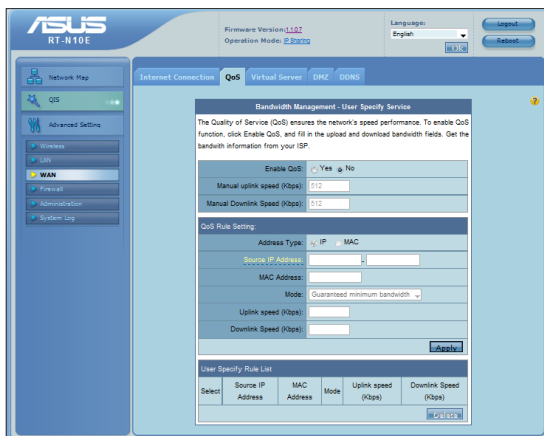 ASUS
RT-N10E
Firmware Version:1.1.0.7
Operation Mode: IP Sharing
Language:
English
OK
Logout
Reboot
Network Map
QIS
Advanced Setting
Wireless
LAN
WAN
Firewall
Administration
System Log
Internet Connection QoS Virtual Server DMZ DDNS
Bandwidth Management - User Specify Service
The Quality of Service (QoS) ensures the network's speed performance. To enable QoS
function, click Enable QoS, and fill in the upload and download bandwidth fields. Get the
bandwith information from your ISP.
Enable QoS: Yes No
Manual uplink speed (Kbps): 512
Manual Downlink Speed (Kbps): 512
QoS Rule Setting:
Address Type: IP MAC
Source IP Address: -
MAC Address:
Mode: Guaranteed minimum bandwidth
Uplink speed (Kbps):
Downlink Speed (Kbps):
Apply
User Specify Rule List
Select Source IP Address MAC Address Mode Uplink speed (Kbps) Downlink Speed (Kbps)
Delete
?